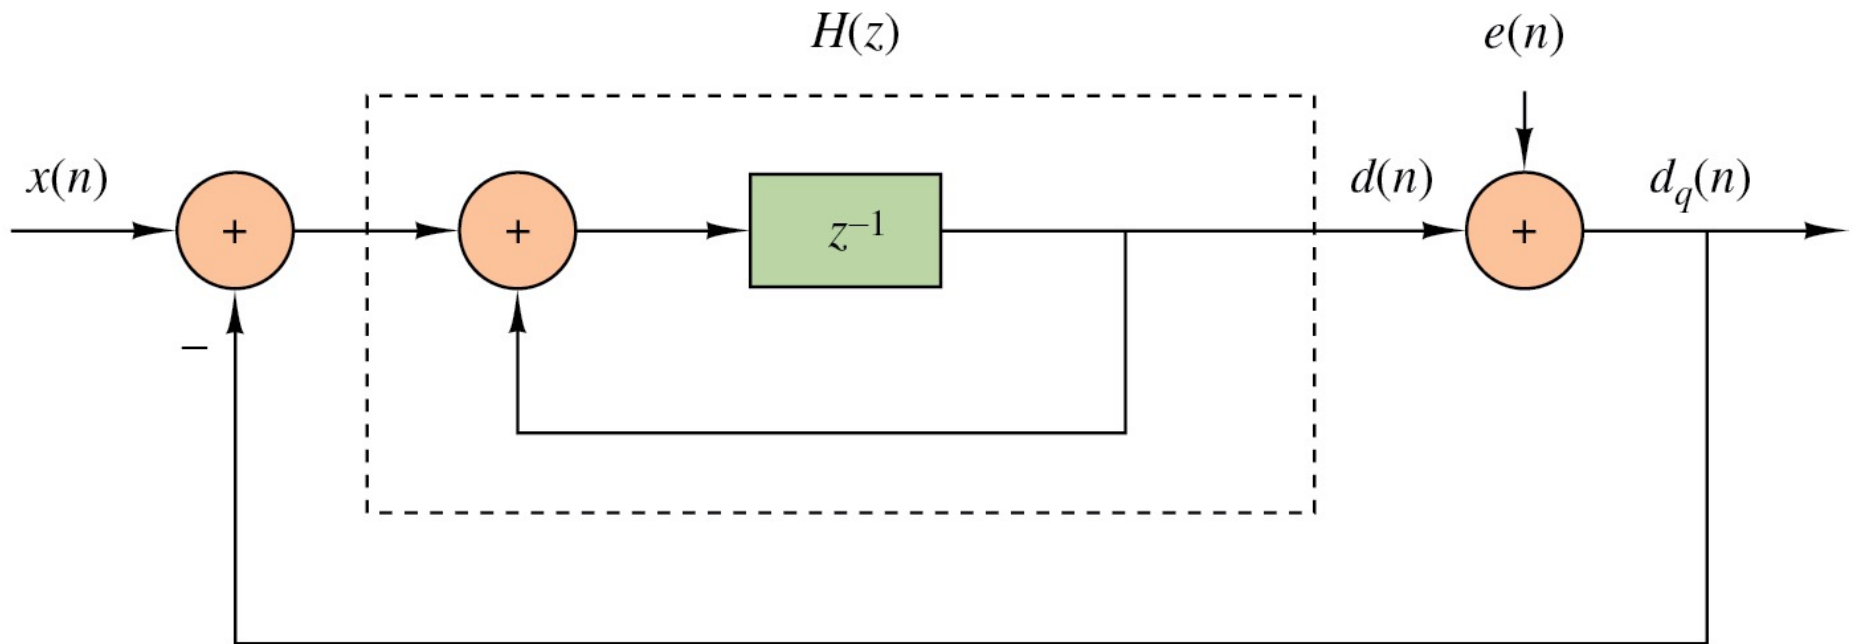 H(z)
e(n)
x(n)
d(n)
d_q(n)
+
+
z^{-1}
+
−